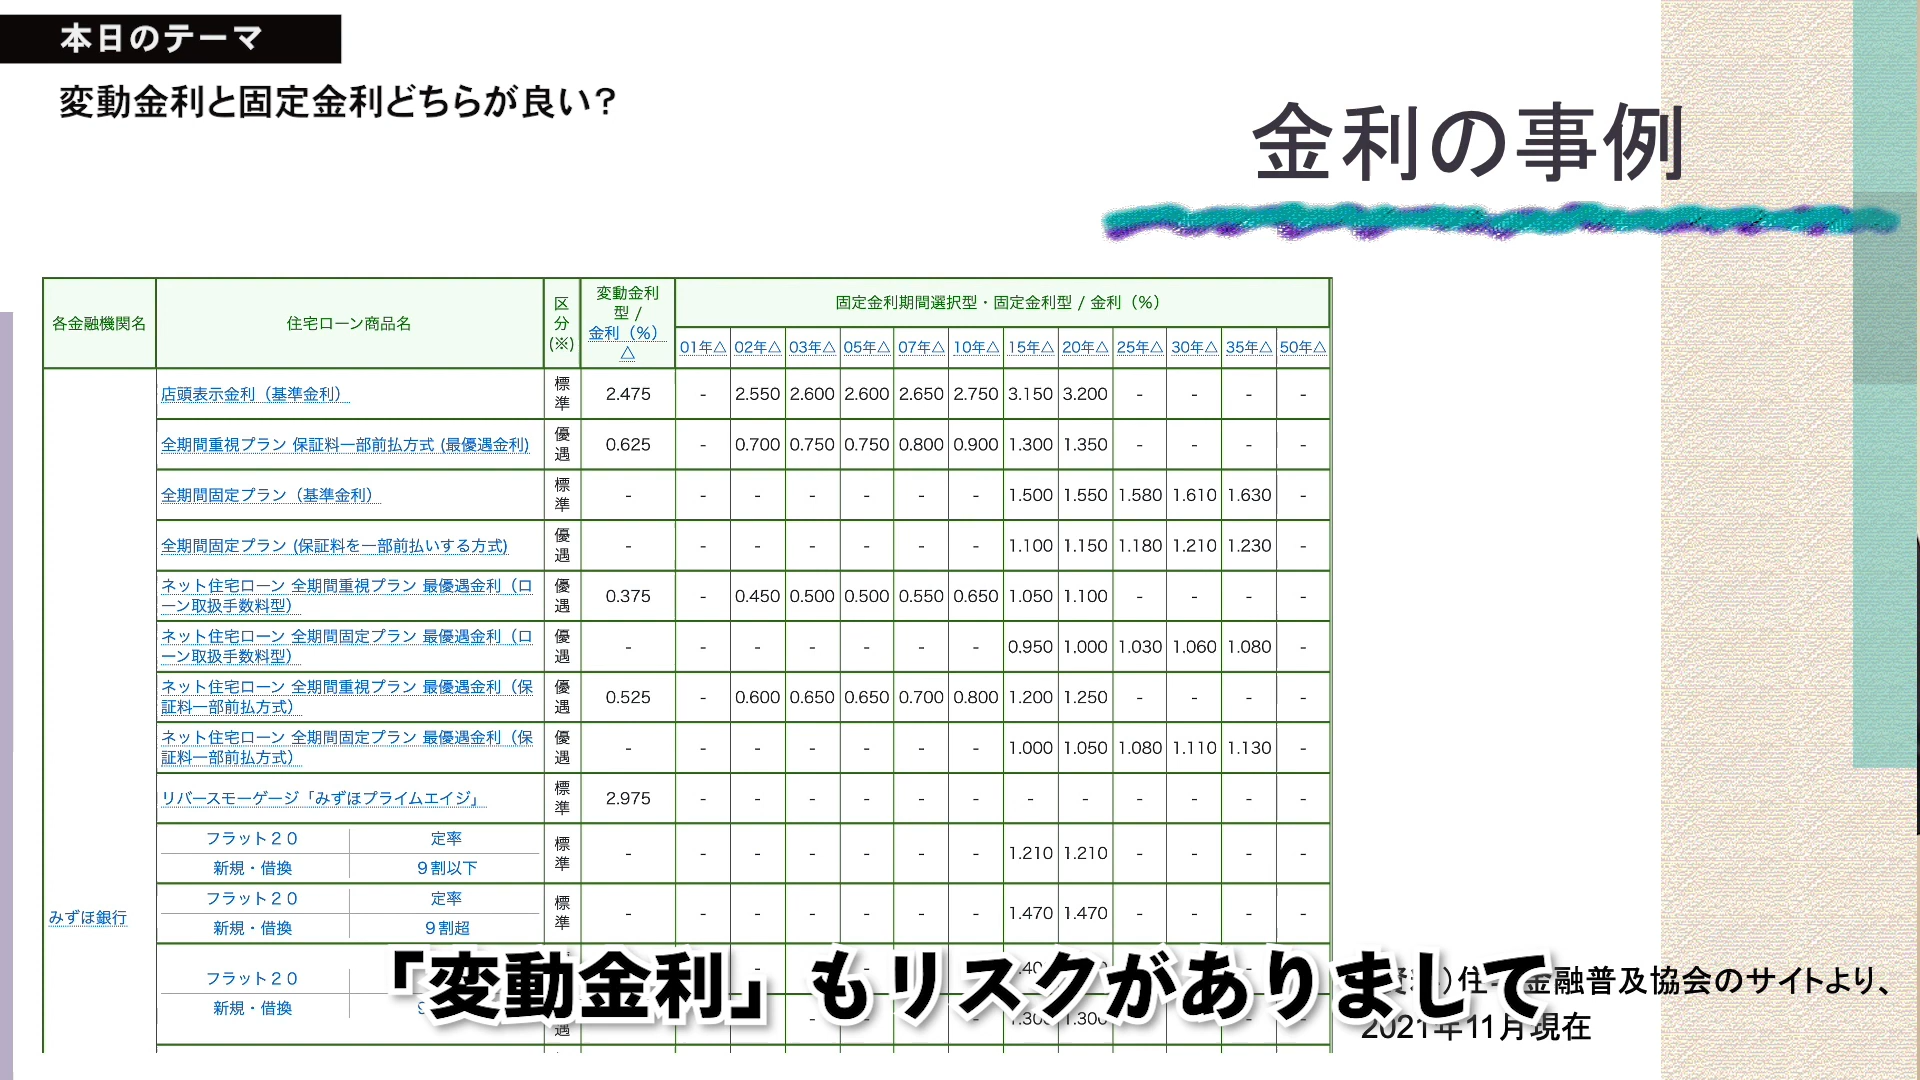 本日のテーマ
変動金利と固定金利どちらが良い？
金利の事例
各金融機関名 住宅ローン商品名 区分(※) 変動金利型 / 金利（%）△ 固定金利期間選択型・固定金利型 / 金利（%）
01年△ 02年△ 03年△ 05年△ 07年△ 10年△ 15年△ 20年△ 25年△ 30年△ 35年△ 50年△
みずほ銀行
店頭表示金利（基準金利） 標準 2.475 - 2.550 2.600 2.600 2.650 2.750 3.150 3.200 - - - -
全期間重視プラン 保証料一部前払方式 (最優遇金利) 優遇 0.625 - 0.700 0.750 0.750 0.800 0.900 1.300 1.350 - - - -
全期間固定プラン（基準金利） 標準 - - - - - - - 1.500 1.550 1.580 1.610 1.630 -
全期間固定プラン (保証料を一部前払いする方式) 優遇 - - - - - - - 1.100 1.150 1.180 1.210 1.230 -
ネット住宅ローン 全期間重視プラン 最優遇金利（ローン取扱手数料型） 優遇 0.375 - 0.450 0.500 0.500 0.550 0.650 1.050 1.100 - - - -
ネット住宅ローン 全期間固定プラン 最優遇金利（ローン取扱手数料型） 優遇 - - - - - - - 0.950 1.000 1.030 1.060 1.080 -
ネット住宅ローン 全期間重視プラン 最優遇金利（保証料一部前払方式） 優遇 0.525 - 0.600 0.650 0.650 0.700 0.800 1.200 1.250 - - - -
ネット住宅ローン 全期間固定プラン 最優遇金利（保証料一部前払方式） 優遇 - - - - - - - 1.000 1.050 1.080 1.110 1.130 -
リバースモーゲージ「みずほプライムエイジ」 標準 2.975 - - - - - - - - - - - -
フラット２０ 定率
新規・借換 ９割以下 標準 - - - - - - - 1.210 1.210 - - - -
フラット２０ 定率
新規・借換 ９割超 標準 - - - - - - - 1.470 1.470 - - - -
フラット２０
新規・借換
1.300
「変動金利」もリスクがありまして
金融普及協会のサイトより、
2021年11月現在